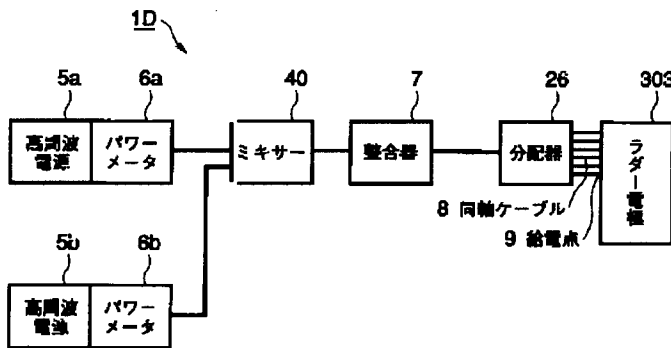 1D
5a
6a
40
7
26
303
高周波
電源
パワー
メータ
ミキサー
整合器
分配器
ラダー電極
8 同軸ケーブル
9 給電点
5b
6b
高周波
電源
パワー
メータ